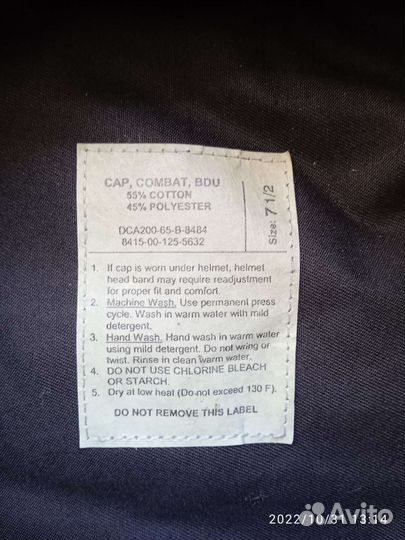 CAP, COMBAT, BDU
55% COTTON
45% POLYESTER
DCA200-65-B-8484
8415-00-125-5632
Size: 7 1/2
1. If cap is worn under helmet, helmet
head band may require readjustment
for proper fit and comfort.
2. Machine Wash. Use permanent press
cycle. Wash in warm water with mild
detergent.
3. Hand Wash. Hand wash in warm water
using mild detergent. Do not wring or
twist. Rinse in clean warm water.
4. DO NOT USE CHLORINE BLEACH
OR STARCH.
5. Dry at low heat (Do not exceed 130 F).
DO NOT REMOVE THIS LABEL
2022/10/31 13:14
Avito